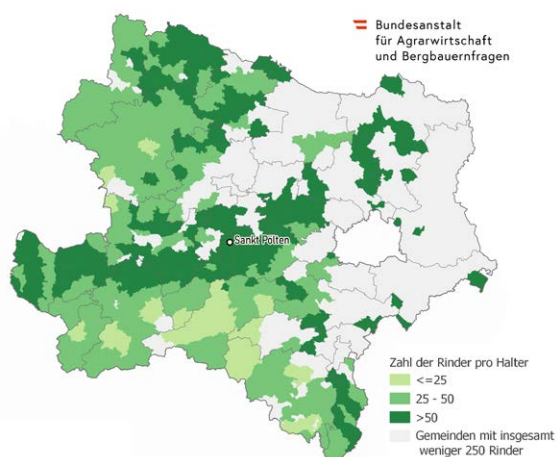 Bundesanstalt
für Agrarwirtschaft
und Bergbauernfragen
Sankt Pölten
Zahl der Rinder pro Halter
<=25
25 - 50
>50
Gemeinden mit insgesamt
weniger 250 Rinder